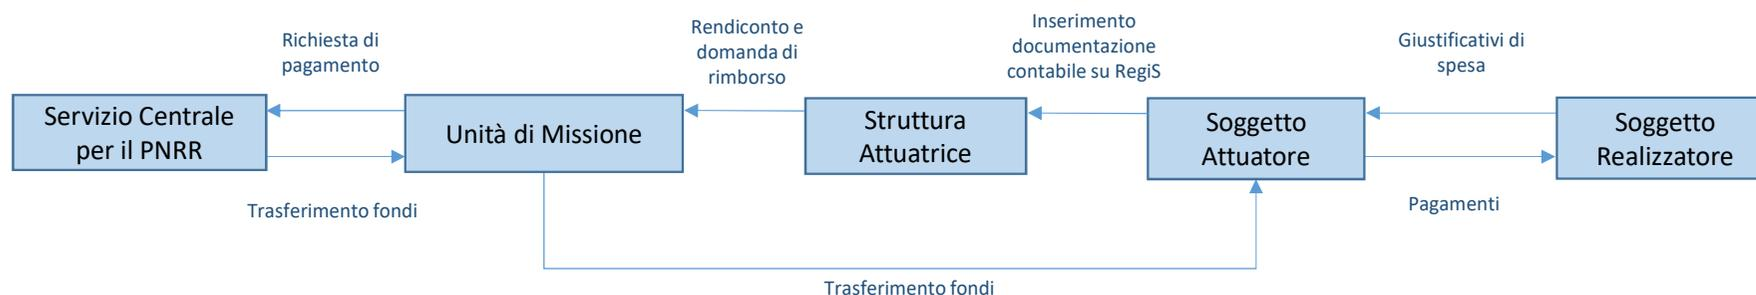 Richiesta di
pagamento
Rendiconto e
domanda di
rimborso
Inserimento
documentazione
contabile su RegiS
Giustificativi di
spesa
Servizio Centrale
per il PNRR
Unità di Missione
Struttura
Attuatrice
Soggetto
Attuatore
Soggetto
Realizzatore
Trasferimento fondi
Pagamenti
Trasferimento fondi